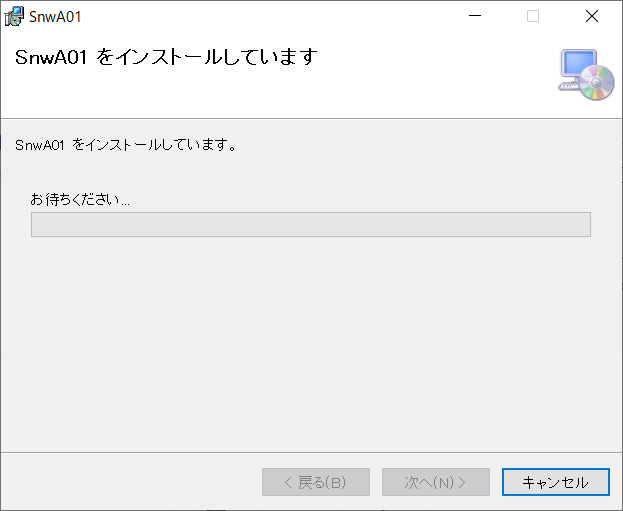 SnwA01
SnwA01 をインストールしています
SnwA01 をインストールしています。
お待ちください...
< 戻る(B)
次へ(N) >
キャンセル